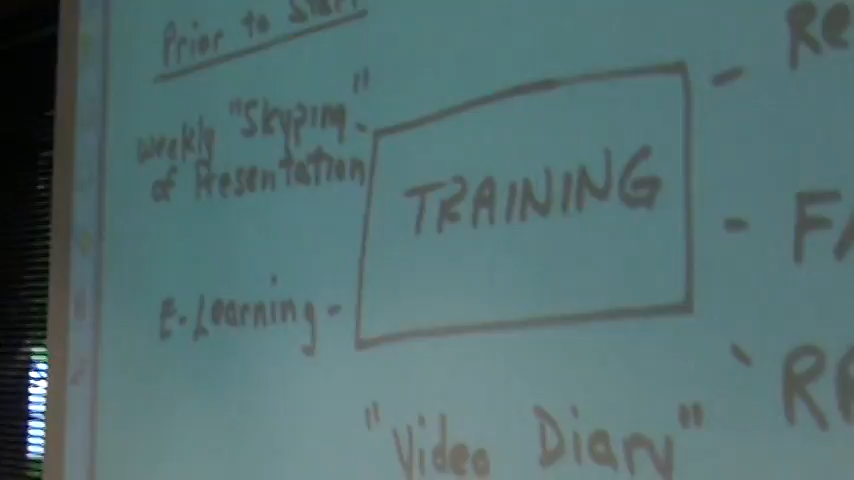 Prior to Start
weekly "Skyping"
of Presentation
TRAINING
E-Learning
"Video Diary"